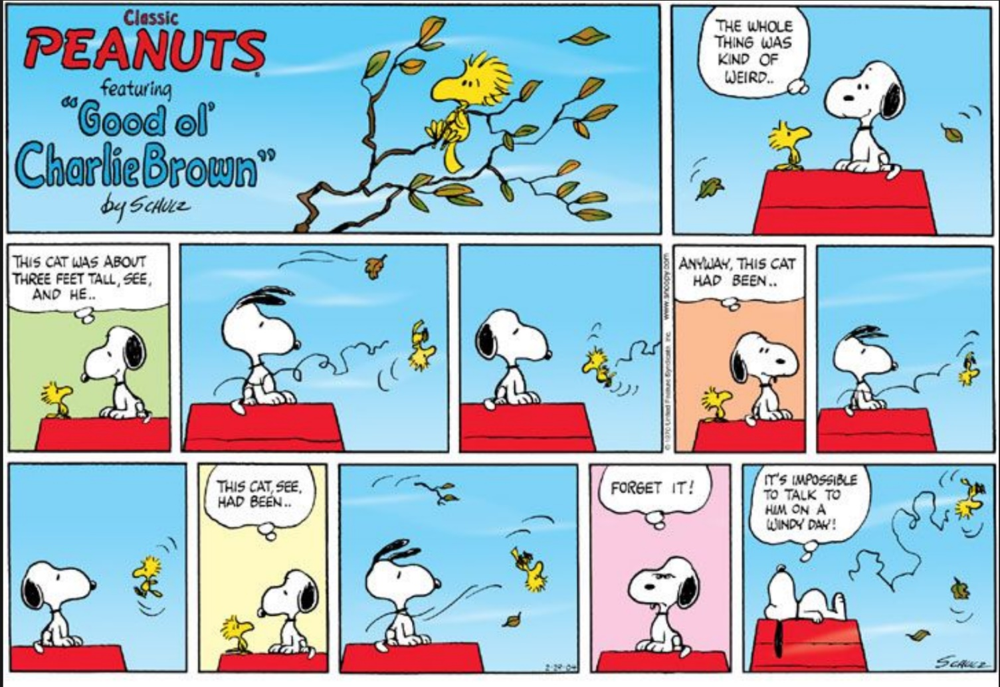 Classic
PEANUTS
featuring
"Good ol'
Charlie Brown"
by SCHULZ
THE WHOLE
THING WAS
KIND OF
WEIRD..
THIS CAT WAS ABOUT
THREE FEET TALL, SEE,
AND HE..
© 1970 United Feature Syndicate, Inc. www.snoopy.com
ANYWAY, THIS CAT
HAD BEEN..
THIS CAT, SEE,
HAD BEEN..
2-29-04
FORGET IT!
IT'S IMPOSSIBLE
TO TALK TO
HIM ON A
WINDY DAY!
SCHULZ